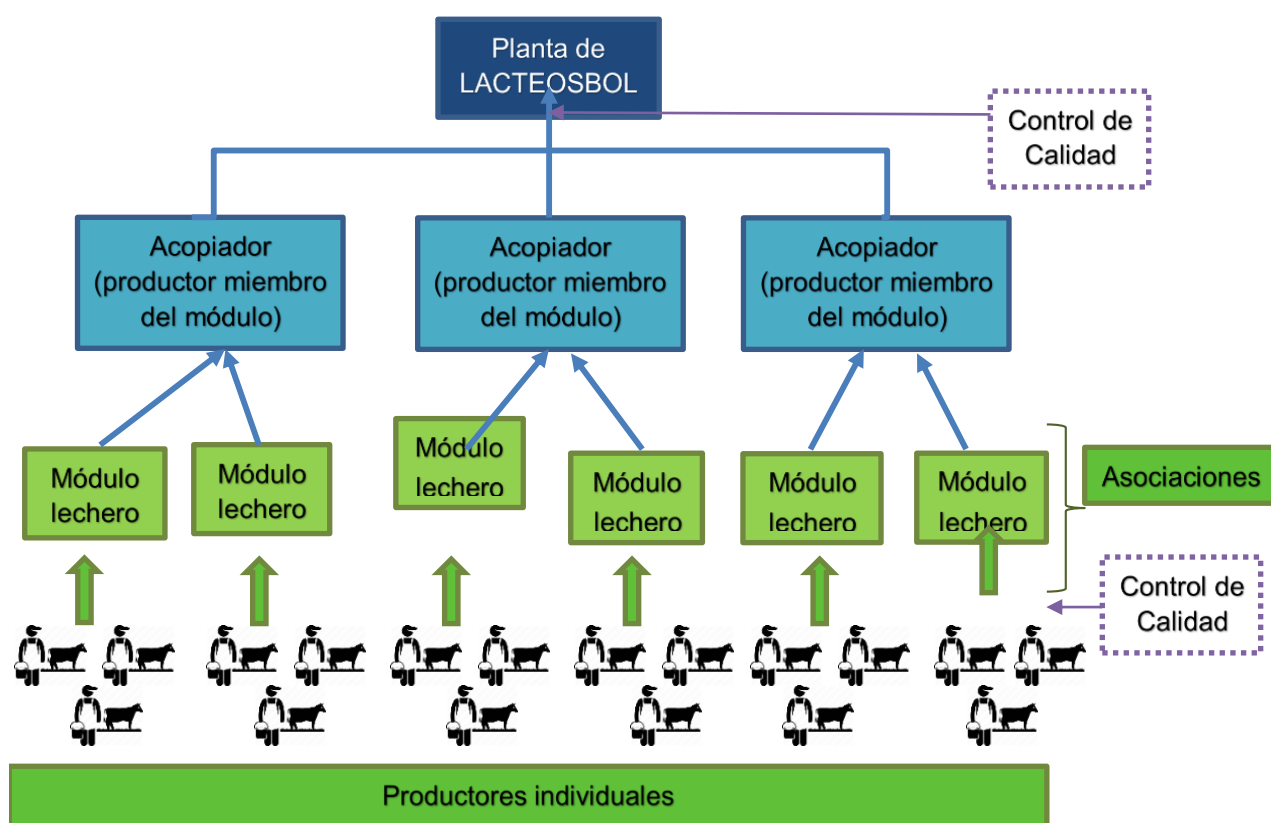 Planta de
LACTEOSBOL
Control de
Calidad
Acopiador
(productor miembro
del módulo)
Acopiador
(productor miembro
del módulo)
Acopiador
(productor miembro
del módulo)
Módulo
lechero
Módulo
lechero
Módulo
lechero
Módulo
lechero
Módulo
lechero
Módulo
lechero
Asociaciones
Control de
Calidad
Productores individuales